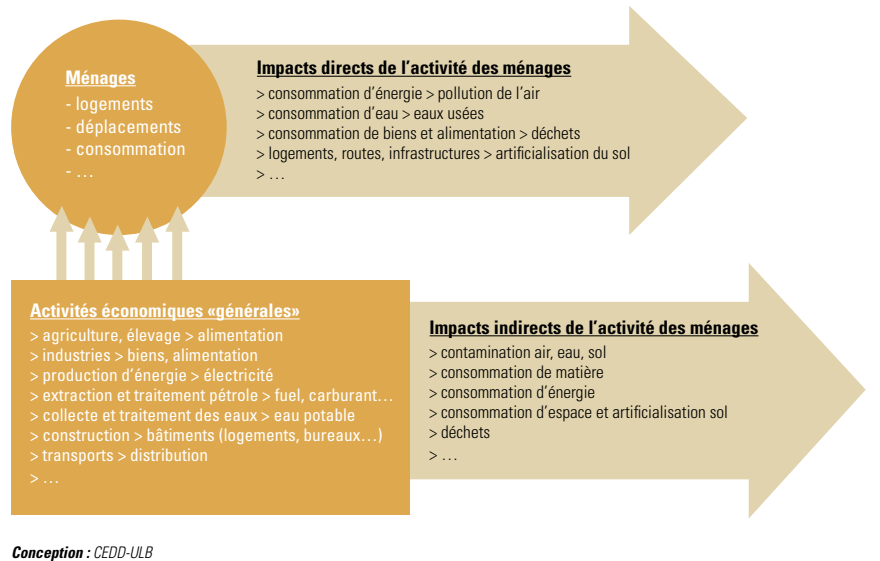 Ménages
- logements
- déplacements
- consommation
- …
Impacts directs de l’activité des ménages
> consommation d’énergie > pollution de l’air
> consommation d’eau > eaux usées
> consommation de biens et alimentation > déchets
> logements, routes, infrastructures > artificialisation du sol
> …
Activités économiques «générales»
> agriculture, élevage > alimentation
> industries > biens, alimentation
> production d’énergie > électricité
> extraction et traitement pétrole > fuel, carburant…
> collecte et traitement des eaux > eau potable
> construction > bâtiments (logements, bureaux…)
> transports > distribution
> …
Impacts indirects de l’activité des ménages
> contamination air, eau, sol
> consommation de matière
> consommation d’énergie
> consommation d’espace et artificialisation sol
> déchets
> …
Conception : CEDD-ULB